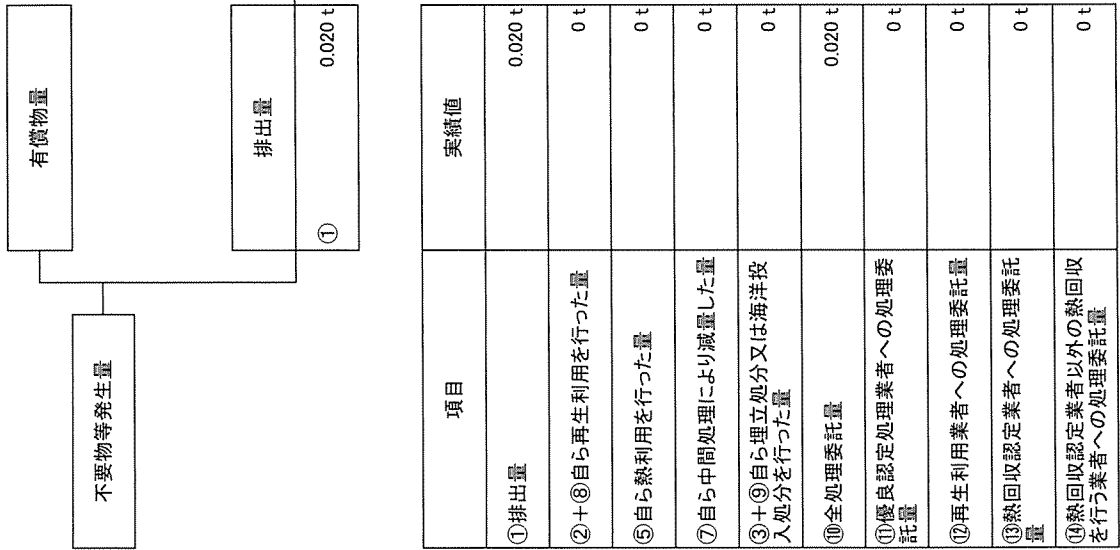 有償物量
不要物等発生量
排出量
① 0.020 t
項目 実績値
①排出量 0.020 t
②+⑧自ら再生利用を行った量 0 t
⑤自ら熱利用を行った量 0 t
⑦自ら中間処理により減量した量 0 t
③+⑨自ら埋立処分又は海洋投
入処分を行った量 0 t
⑩全処理委託量 0.020 t
⑪優良認定処理業者への処理委
託量 0 t
⑫再生利用業者への処理委託量 0 t
⑬熱回収認定業者への処理委託
量 0 t
⑭熱回収認定業者以外の熱回収
を行う業者への処理委託量 0 t